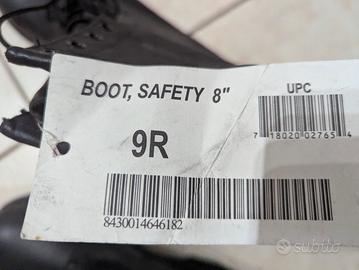 BOOT, SAFETY 8"
UPC
7 18020 02765 4
9R
8430014646182
subito